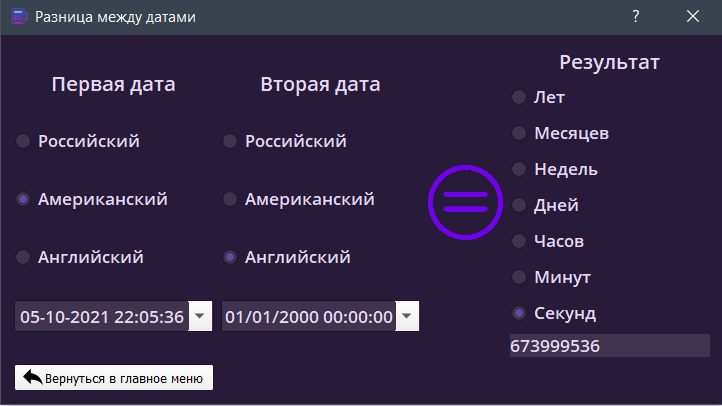 Разница между датами
Первая дата
Российский
Американский
Английский
05-10-2021 22:05:36
Вторая дата
Российский
Американский
Английский
01/01/2000 00:00:00
Результат
Лет
Месяцев
Недель
Дней
Часов
Минут
Секунд
673999536
Вернуться в главное меню